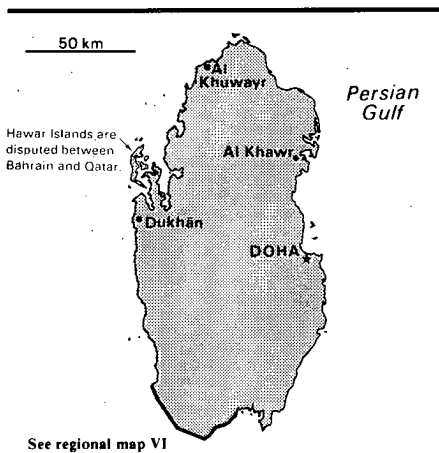 50 km
Al
Khuwayr
Persian
Gulf
Hawar Islands are
disputed between
Bahrain and Qatar.
Al Khawr
Dukhān
DOHA
See regional map VI